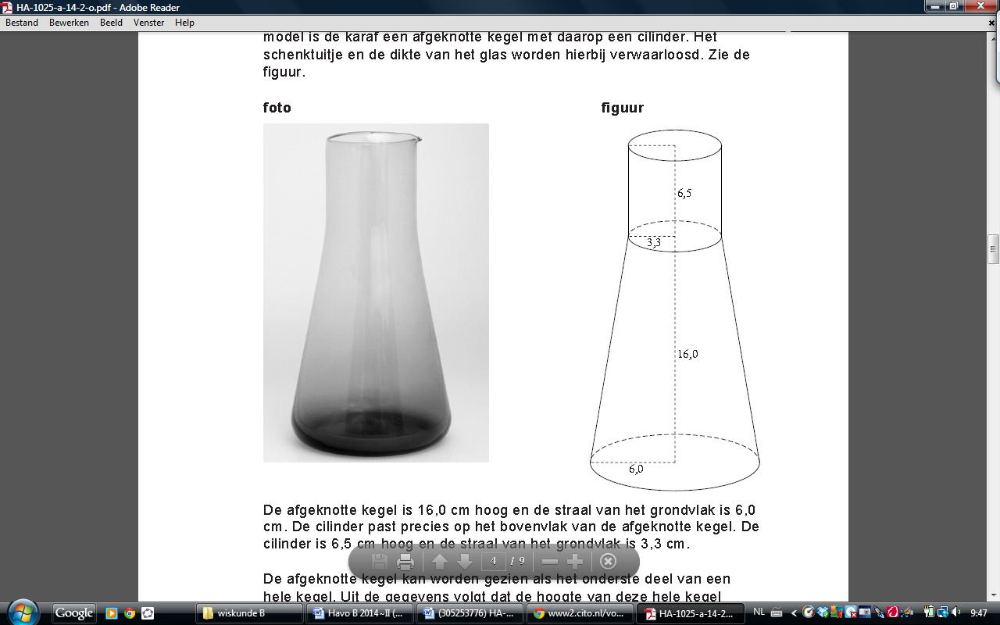 HA-1025-a-14-2-o.pdf - Adobe Reader
Bestand Bewerken Beeld Venster Help
model is de karaf een afgeknotte kegel met daarop een cilinder. Het
schenktuitje en de dikte van het glas worden hierbij verwaarloosd. Zie de
figuur.
foto
figuur
6,5
3,3
16,0
6,0
De afgeknotte kegel is 16,0 cm hoog en de straal van het grondvlak is 6,0
cm. De cilinder past precies op het bovenvlak van de afgeknotte kegel. De
cilinder is 6,5 cm hoog en de straal van het grondvlak is 3,3 cm.
4 / 9
De afgeknotte kegel kan worden gezien als het onderste deel van een
hele kegel. Uit de gegevens volgt dat de hoogte van deze hele kegel
Google
wiskunde B
Havo B 2014~II (...
(305253776) HA-...
www2.cito.nl/vo...
HA-1025-a-14-2...
NL
9:47